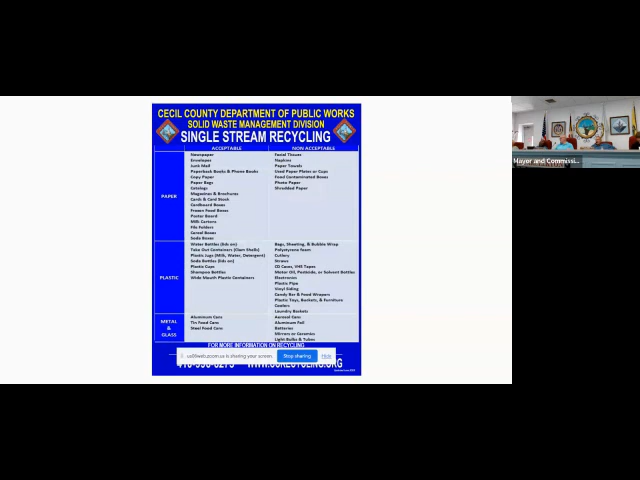 CECIL COUNTY DEPARTMENT OF PUBLIC WORKS
SOLID WASTE MANAGEMENT DIVISION
SINGLE STREAM RECYCLING
ACCEPTABLE
NON ACCEPTABLE
PAPER
Newspaper
Envelopes
Junk Mail
Paperback Books & Phone Books
Copy Paper
Paper Bags
Catalogs
Magazines & Brochures
Cards & Card Stock
Cardboard Boxes
Frozen Food Boxes
Poster Board
Milk Cartons
File Folders
Cereal Boxes
Soda Boxes
Facial Tissue
Napkins
Paper Towels
Used Paper Plates or Cups
Food Contaminated Boxes
Photo Paper
Shredded Paper
PLASTIC
Water Bottles (lids on)
Take Out Containers (Clam Shells)
Plastic Jugs (Milk, Water, Detergent)
Soda Bottles (lids on)
Plastic Cups
Shampoo Bottles
Wide Mouth Plastic Containers
Bags, Sheeting, & Bubble Wrap
Polystyrene foam
Cutlery
Straws
CD Cases, VHS Tapes
Motor Oil, Pesticide, or Solvent Bottles
Electronics
Plastic Pipe
Vinyl Siding
Candy Bar & Food Wrappers
Plastic Toys, Buckets, & Furniture
Coolers
Laundry Baskets
METAL
&
GLASS
Aluminum Cans
Tin Food Cans
Steel Food Cans
Aerosol Cans
Aluminum Foil
Batteries
Mirrors or Ceramics
Light Bulbs & Tubes
FOR MORE INFORMATION ON RECYCLING
us06web.zoom.us is sharing your screen.
Stop sharing
Hide
Mayor and Commissi...